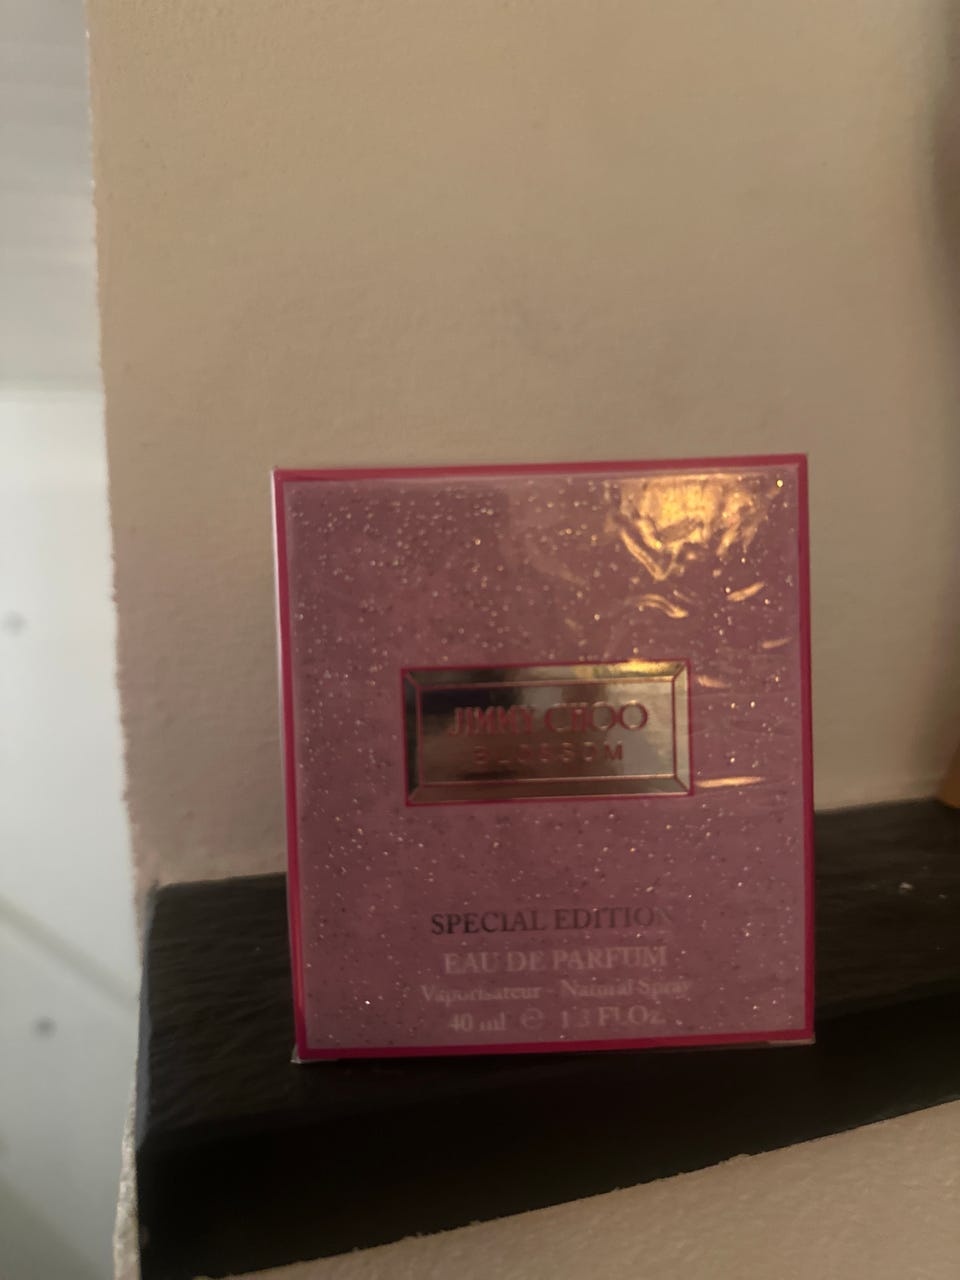 JIMMY CHOO
BLOSSOM
SPECIAL EDITION
EAU DE PARFUM
Vaporisateur - Natural Spray
40 ml ℮ 1.3 FL.Oz.